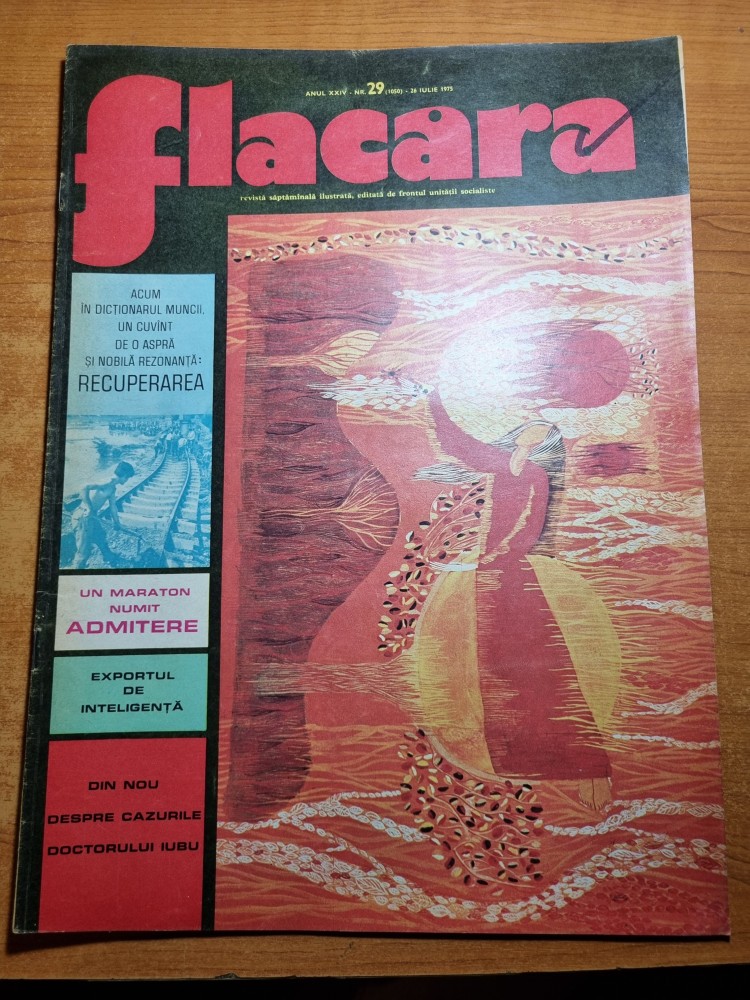 ANUL XXIV - NR. 29 (1050) - 26 IULIE 1975
flacara
revistă săptămînală ilustrată, editată de frontul unității socialiste
ACUM
ÎN DICȚIONARUL MUNCII,
UN CUVÎNT
DE O ASPRĂ
ȘI NOBILĂ REZONANȚĂ:
RECUPERAREA
UN MARATON
NUMIT
ADMITERE
EXPORTUL
DE
INTELIGENȚĂ
DIN NOU
DESPRE CAZURILE
DOCTORULUI IUBU